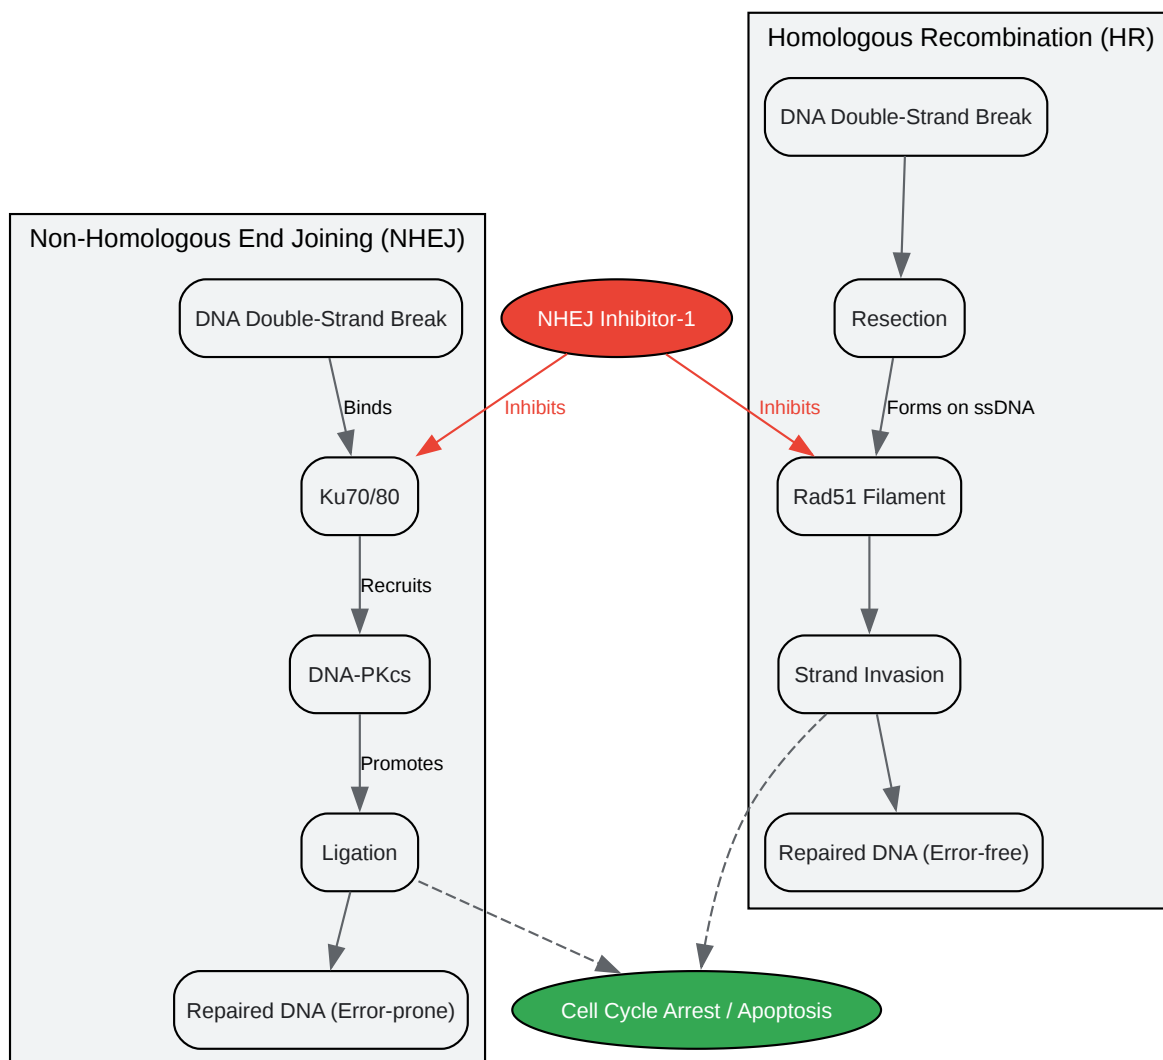 Homologous Recombination (HR)
DNA Double-Strand Break
Non-Homologous End Joining (NHEJ)
DNA Double-Strand Break
NHEJ Inhibitor-1
Resection
Binds
Inhibits
Inhibits
Forms on ssDNA
Ku70/80
Rad51 Filament
Recruits
DNA-PKcs
Strand Invasion
Promotes
Ligation
Repaired DNA (Error-free)
Repaired DNA (Error-prone)
Cell Cycle Arrest / Apoptosis